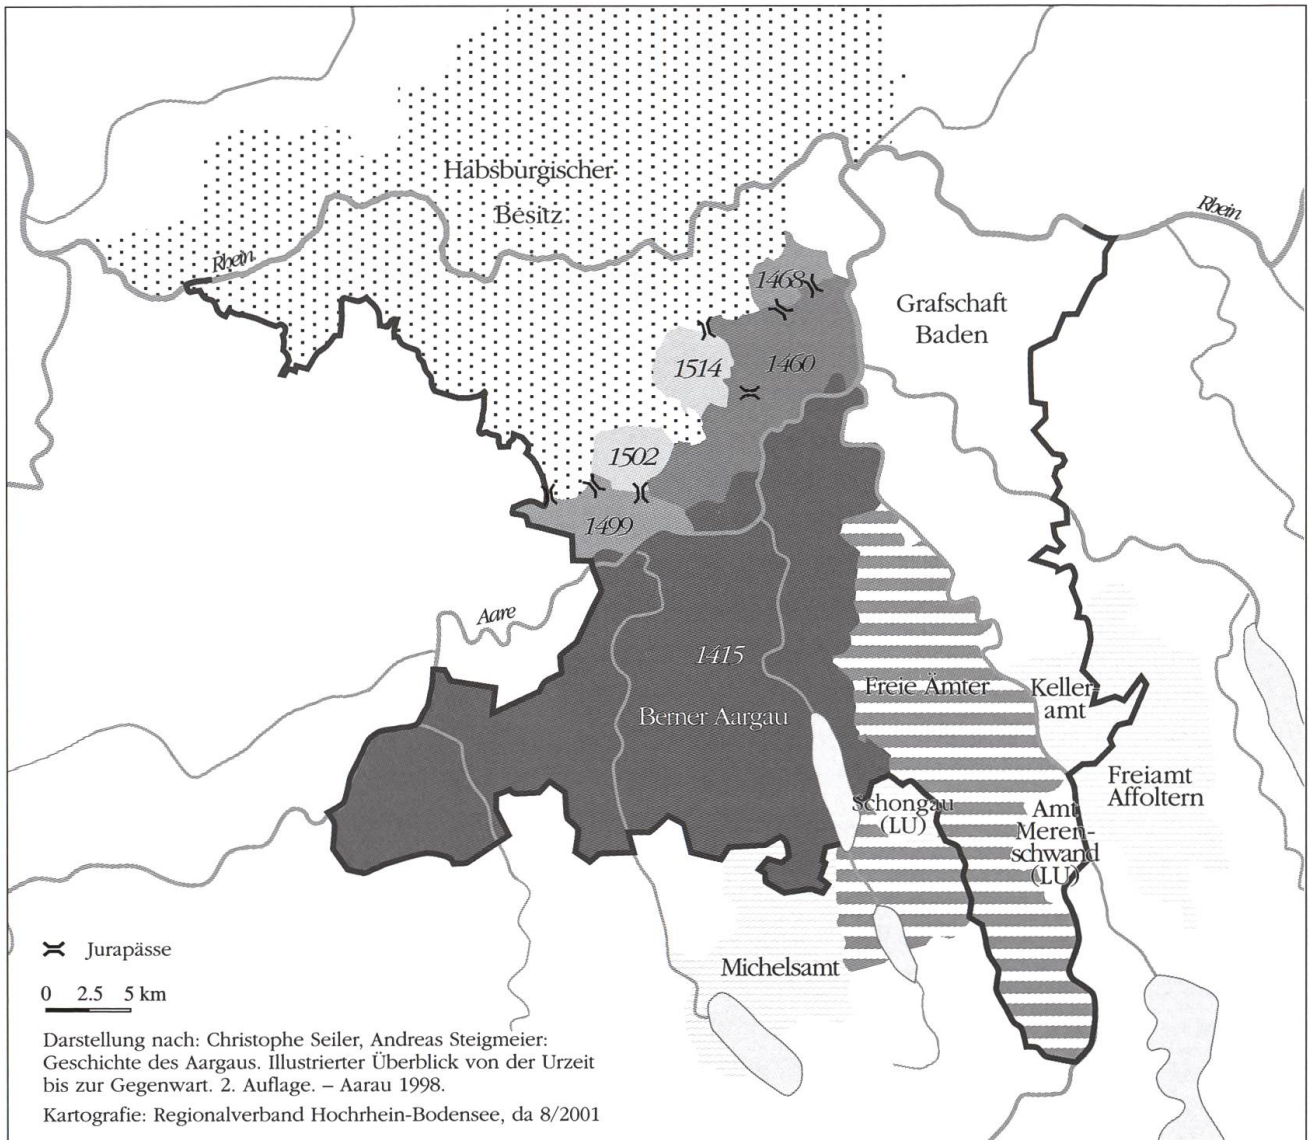 Habsburgischer
Besitz
Rhein
Rhein
1468
Grafschaft
Baden
1514
1460
1502
1499
Aare
1415
Berner Aargau
Freie Ämter
Keller-
amt
Freiamt
Affoltern
Schongau
(LU)
Amt
Meren-
schwand
(LU)
Michelsamt
Jurapässe
0 2.5 5 km
Darstellung nach: Christophe Seiler, Andreas Steigmeier:
Geschichte des Aargaus. Illustrierter Überblick von der Urzeit
bis zur Gegenwart. 2. Auflage. – Aarau 1998.
Kartografie: Regionalverband Hochrhein-Bodensee, da 8/2001